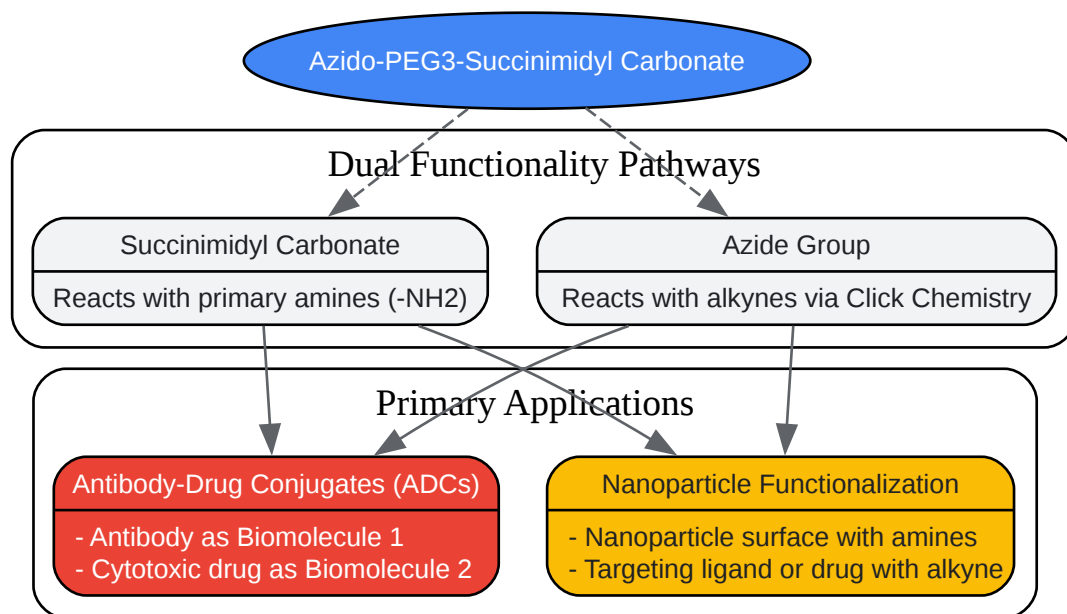 Azido-PEG3-Succinimidyl Carbonate
Dual Functionality Pathways
Succinimidyl Carbonate
Reacts with primary amines (-NH2)
Azide Group
Reacts with alkynes via Click Chemistry
Primary Applications
Antibody-Drug Conjugates (ADCs)
- Antibody as Biomolecule 1
- Cytotoxic drug as Biomolecule 2
Nanoparticle Functionalization
- Nanoparticle surface with amines
- Targeting ligand or drug with alkyne